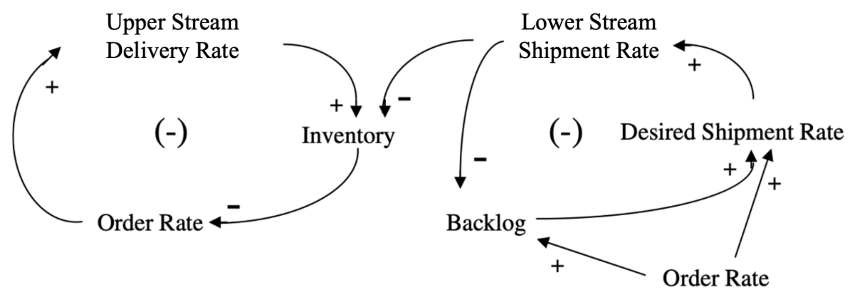 Upper Stream
Delivery Rate
Lower Stream
Shipment Rate
+
+
+
-
(-)
Inventory
(-)
Desired Shipment Rate
-
+
+
-
Order Rate
Backlog
+
Order Rate